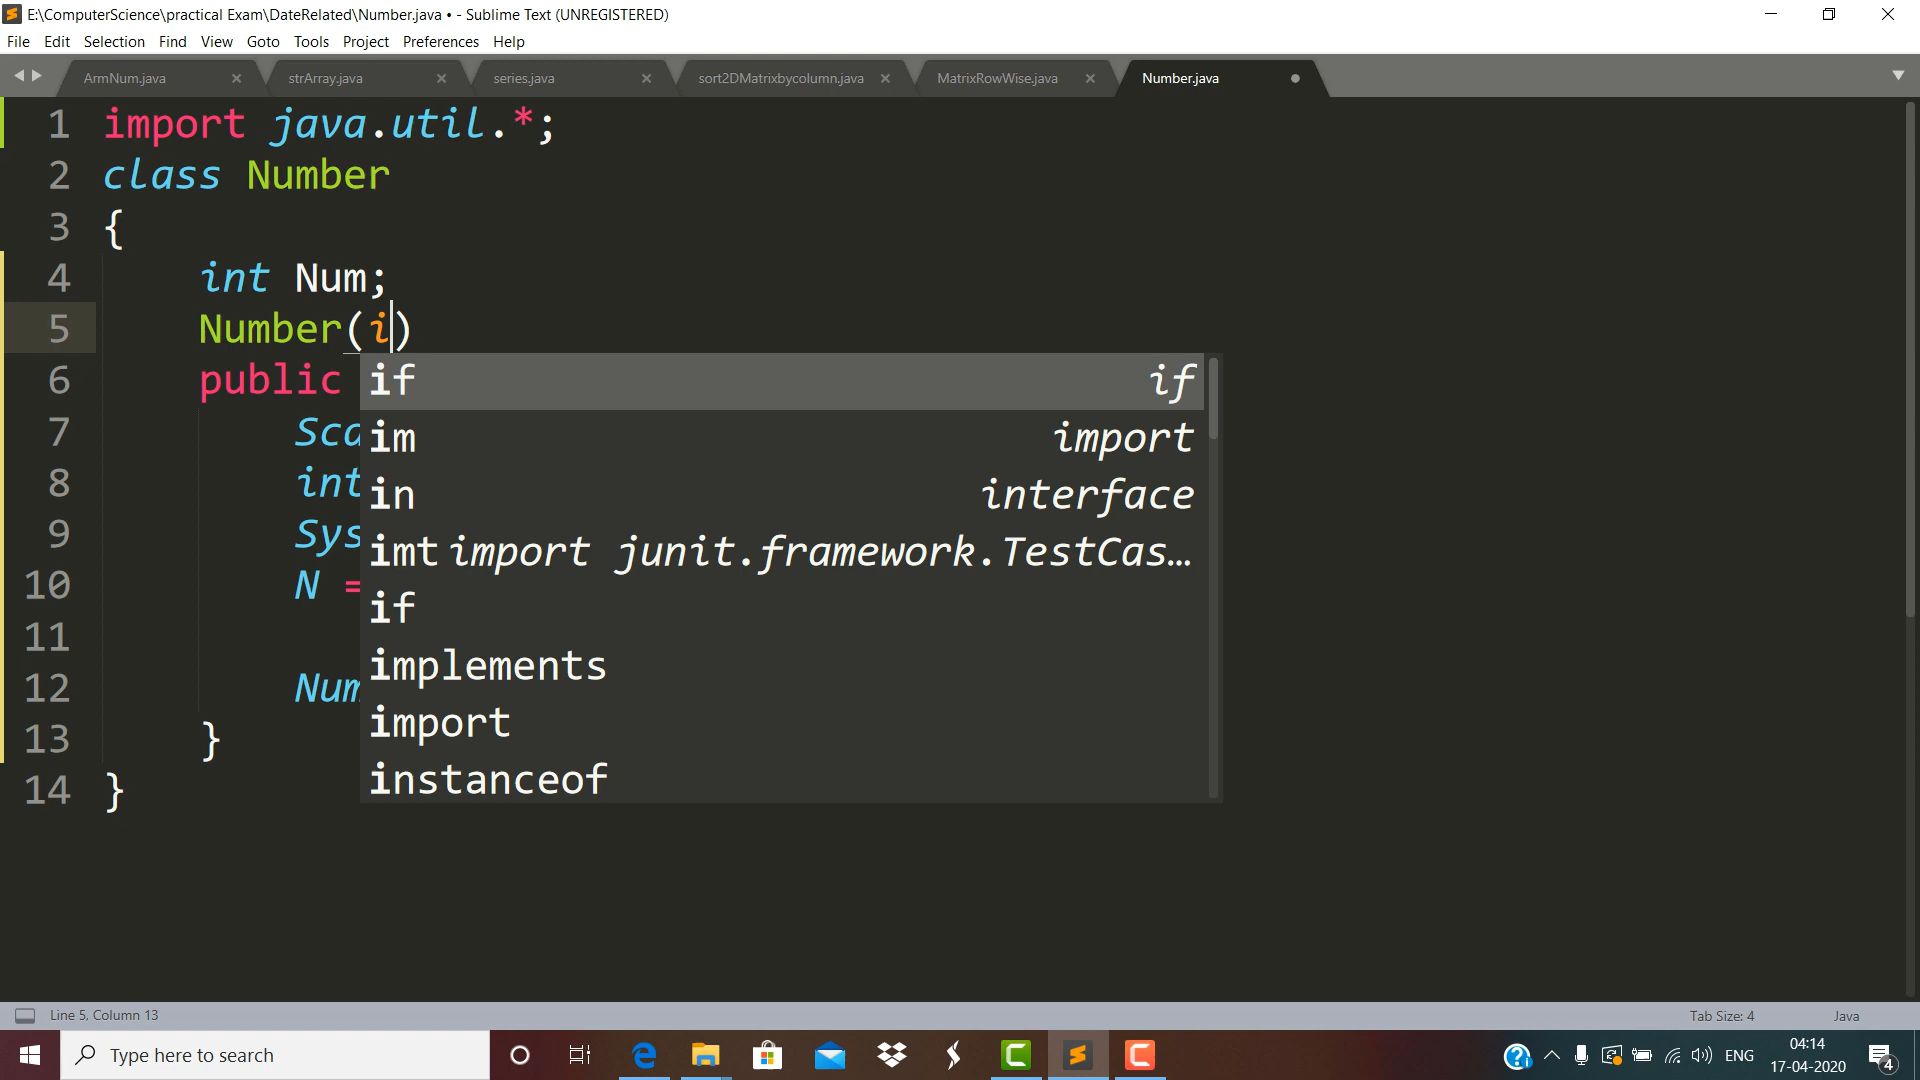 E:\ComputerScience\practical Exam\DateRelated\Number.java • - Sublime Text (UNREGISTERED)
File Edit Selection Find View Goto Tools Project Preferences Help
ArmNum.java strArray.java series.java sort2DMatrixbycolumn.java MatrixRowWise.java Number.java
1 import java.util.*;
2 class Number
3 {
4 int Num;
5 Number(i)
6 public if if
7 Sca im import
8 int in interface
9 Sys imt import junit.framework.TestCas…
10 N = if
11 implements
12 Num import
13 } instanceof
14 }
Line 5, Column 13 Tab Size: 4 Java
Type here to search ENG 04:14
17-04-2020 4